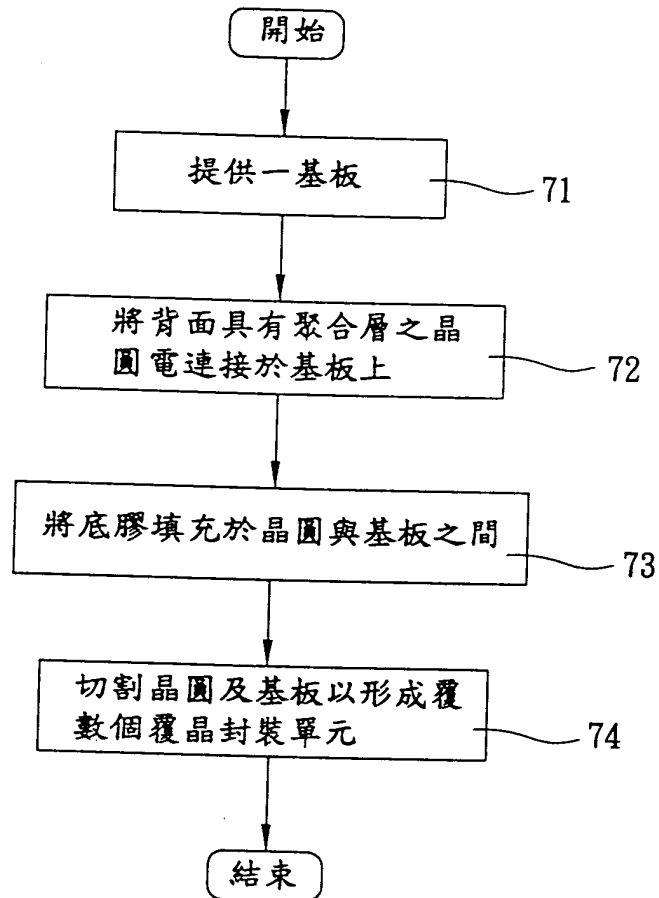 開始
提供一基板
71
將背面具有聚合層之晶
圓電連接於基板上
72
將底膠填充於晶圓與基板之間
73
切割晶圓及基板以形成覆
數個覆晶封裝單元
74
結束